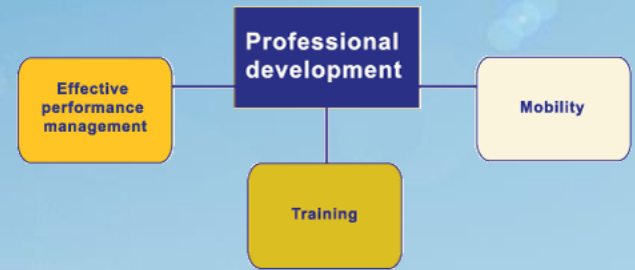 Professional
development
Effective
performance
management
Mobility
Training